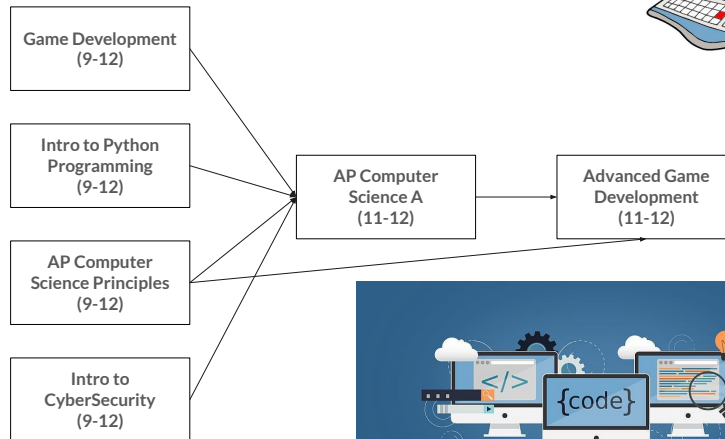 Game Development
(9-12)
Intro to Python
Programming
(9-12)
AP Computer
Science Principles
(9-12)
Intro to
CyberSecurity
(9-12)
AP Computer
Science A
(11-12)
Advanced Game
Development
(11-12)
</>
{code}